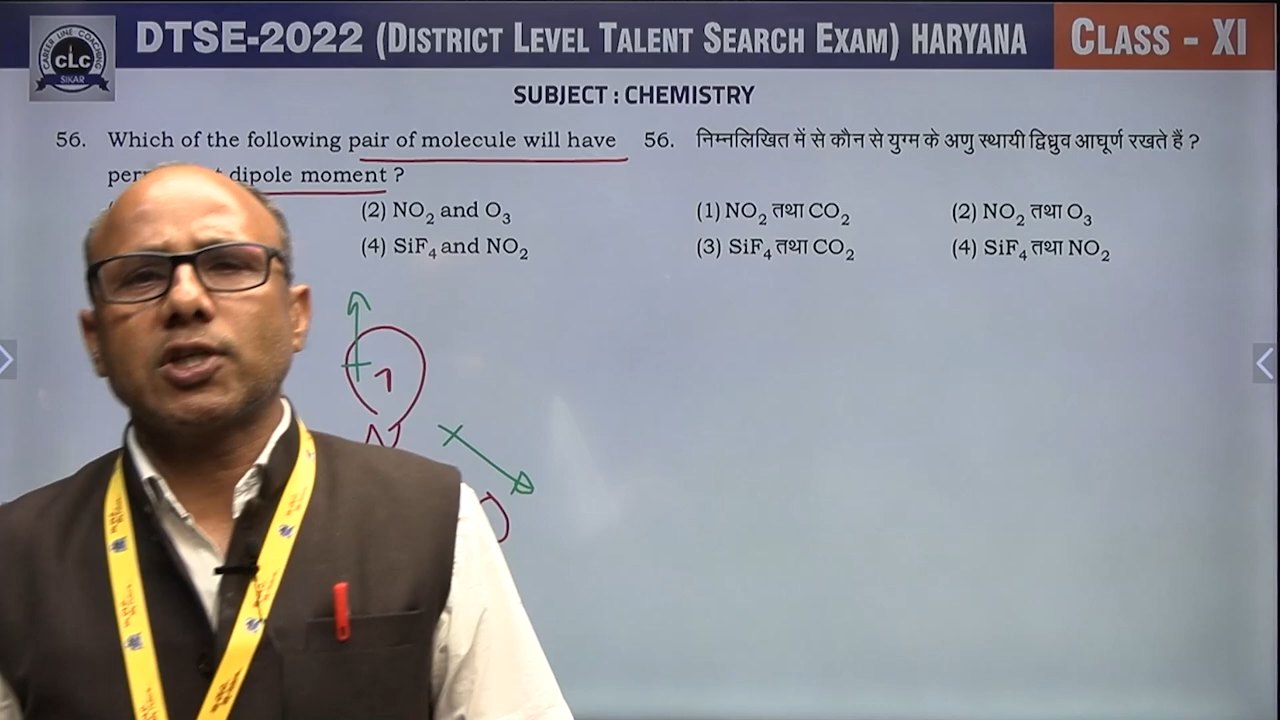 CAREER LINE COACHING
CLC
SIKAR
DTSE-2022 (DISTRICT LEVEL TALENT SEARCH EXAM) HARYANA
CLASS - XI
SUBJECT : CHEMISTRY
56. Which of the following pair of molecule will have
dipole moment ?
(2) NO₂ and O₃
(4) SiF₄ and NO₂
56. निम्नलिखित में से कौन से युग्म के अणु स्थायी द्विध्रुव आघूर्ण रखते हैं ?
(1) NO₂ तथा CO₂ (2) NO₂ तथा O₃
(3) SiF₄ तथा CO₂ (4) SiF₄ तथा NO₂
1
N
O